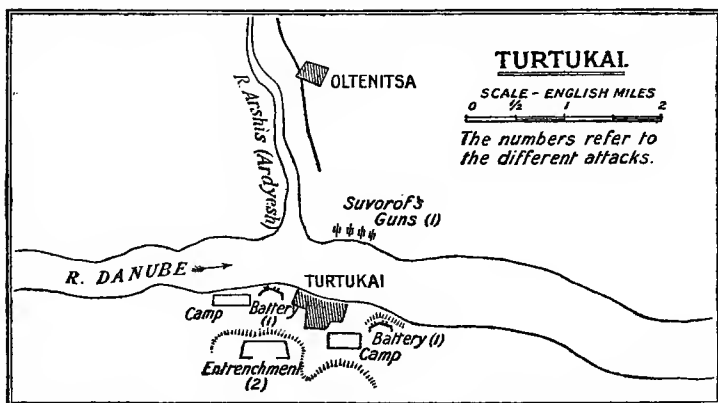 TURTUKAI.
SCALE - ENGLISH MILES
0 ½ 1 2
The numbers refer to
the different attacks.
OLTENITSA
R. Arshis (Ardyesh)
Suvorof's
Guns (1)
R. DANUBE
TURTUKAI
Camp
Battery
(1)
Battery (1)
Camp
Entrenchment
(2)